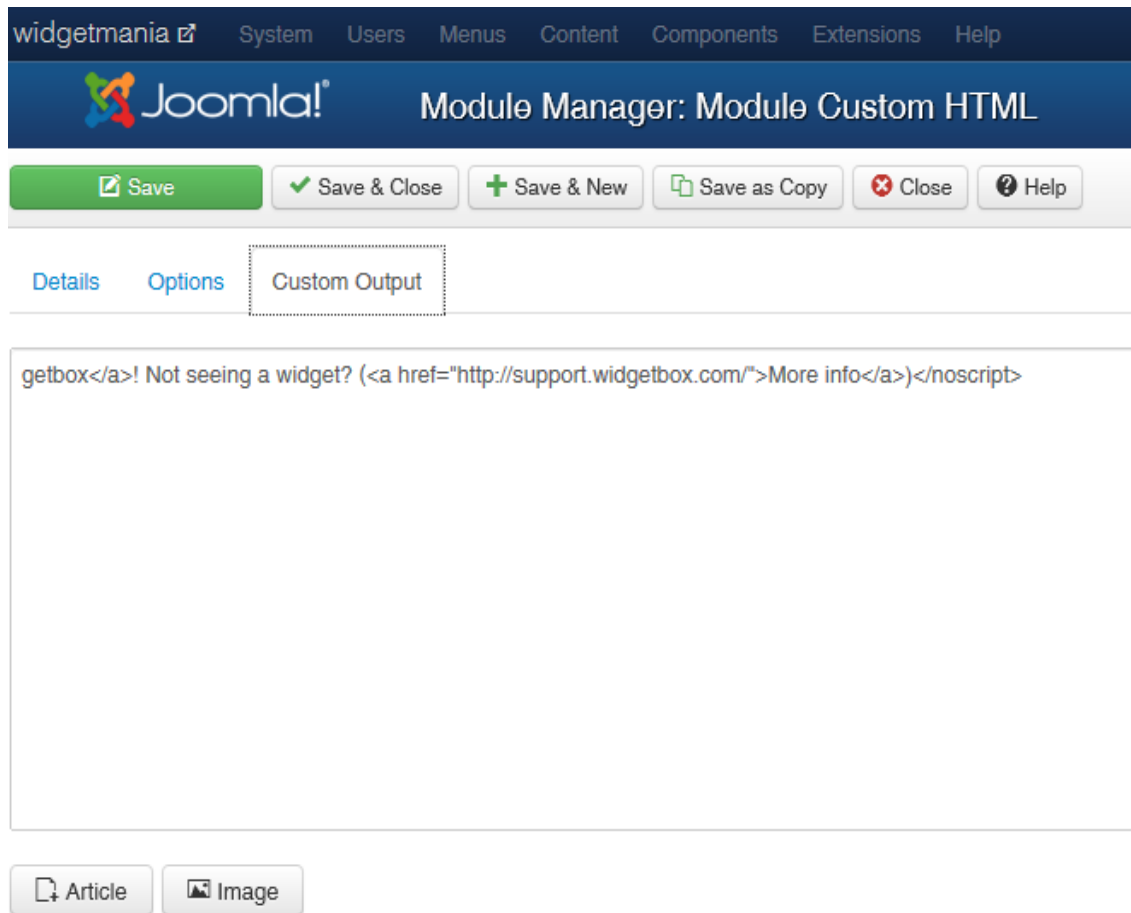 widgetmania System Users Menus Content Components Extensions Help
Joomla!® Module Manager: Module Custom HTML
Save Save & Close Save & New Save as Copy Close Help
Details Options Custom Output
getbox</a>! Not seeing a widget? (<a href="http://support.widgetbox.com/">More info</a>)</noscript>
Article Image